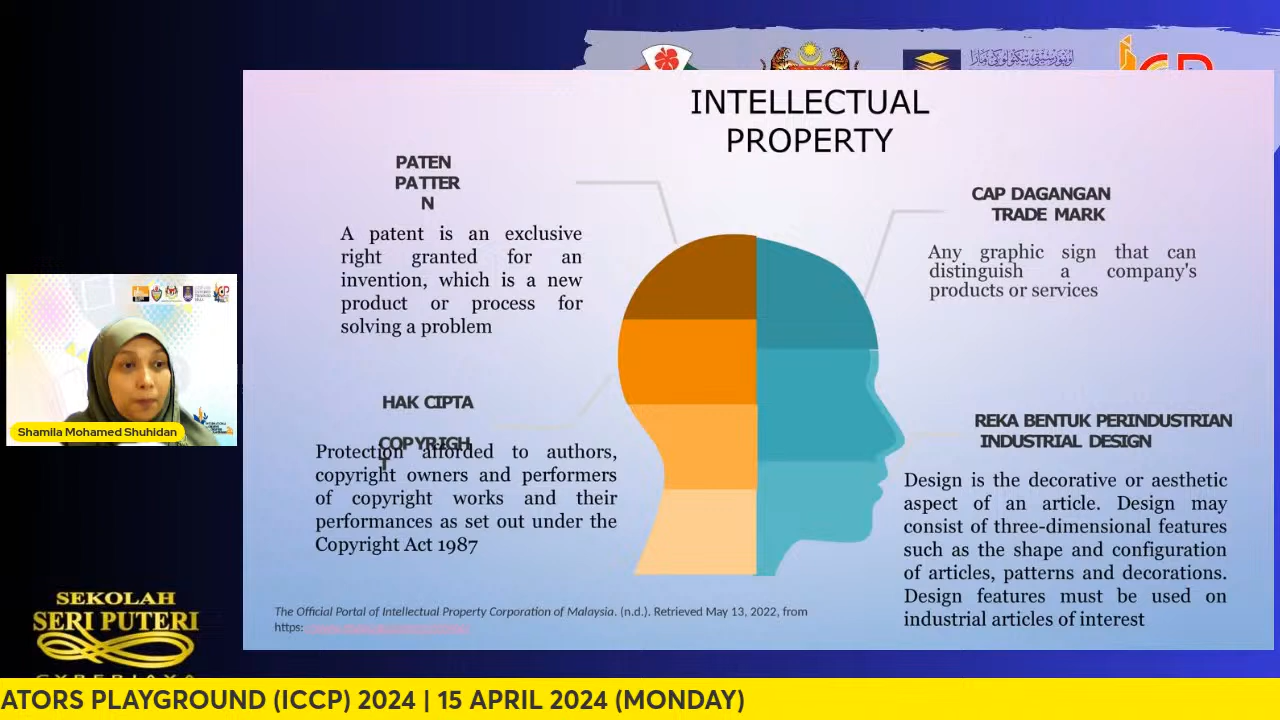 INTELLECTUAL
PROPERTY
PATEN
PATTER
N
A patent is an exclusive
right granted for an
invention, which is a new
product or process for
solving a problem
CAP DAGANGAN
TRADE MARK
Any graphic sign that can
distinguish a company's
products or services
HAK CIPTA
COPYRIGH
T
Protection afforded to authors,
copyright owners and performers
of copyright works and their
performances as set out under the
Copyright Act 1987
REKA BENTUK PERINDUSTRIAN
INDUSTRIAL DESIGN
Design is the decorative or aesthetic
aspect of an article. Design may
consist of three-dimensional features
such as the shape and configuration
of articles, patterns and decorations.
Design features must be used on
industrial articles of interest
The Official Portal of Intellectual Property Corporation of Malaysia. (n.d.). Retrieved May 13, 2022, from
https:
Shamila Mohamed Shuhidan
SEKOLAH
SERI PUTERI
ATORS PLAYGROUND (ICCP) 2024 | 15 APRIL 2024 (MONDAY)